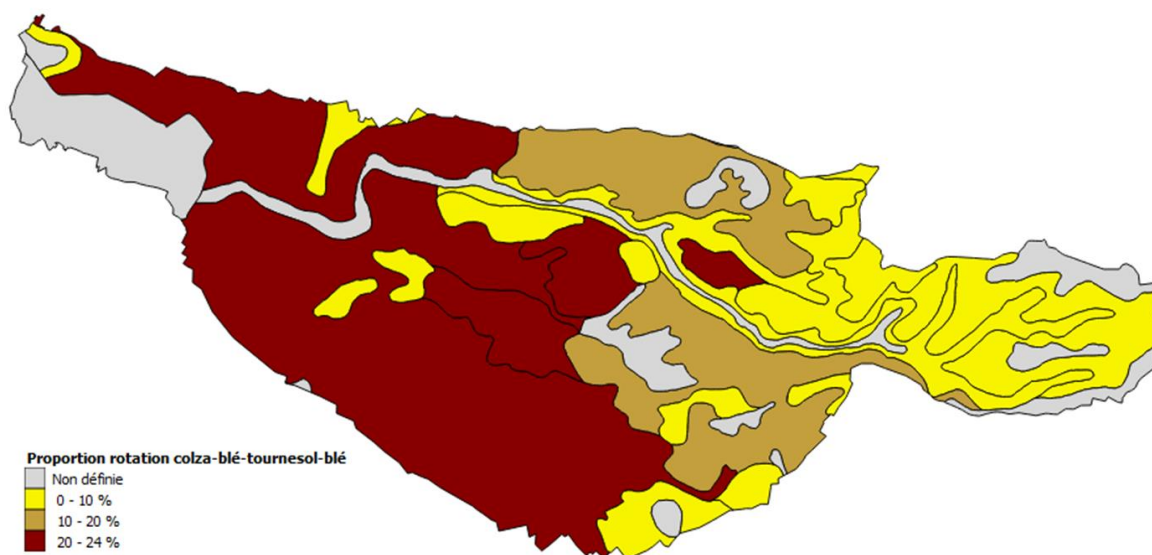 Proportion rotation colza-blé-tournesol-blé
Non définie
0 - 10 %
10 - 20 %
20 - 24 %